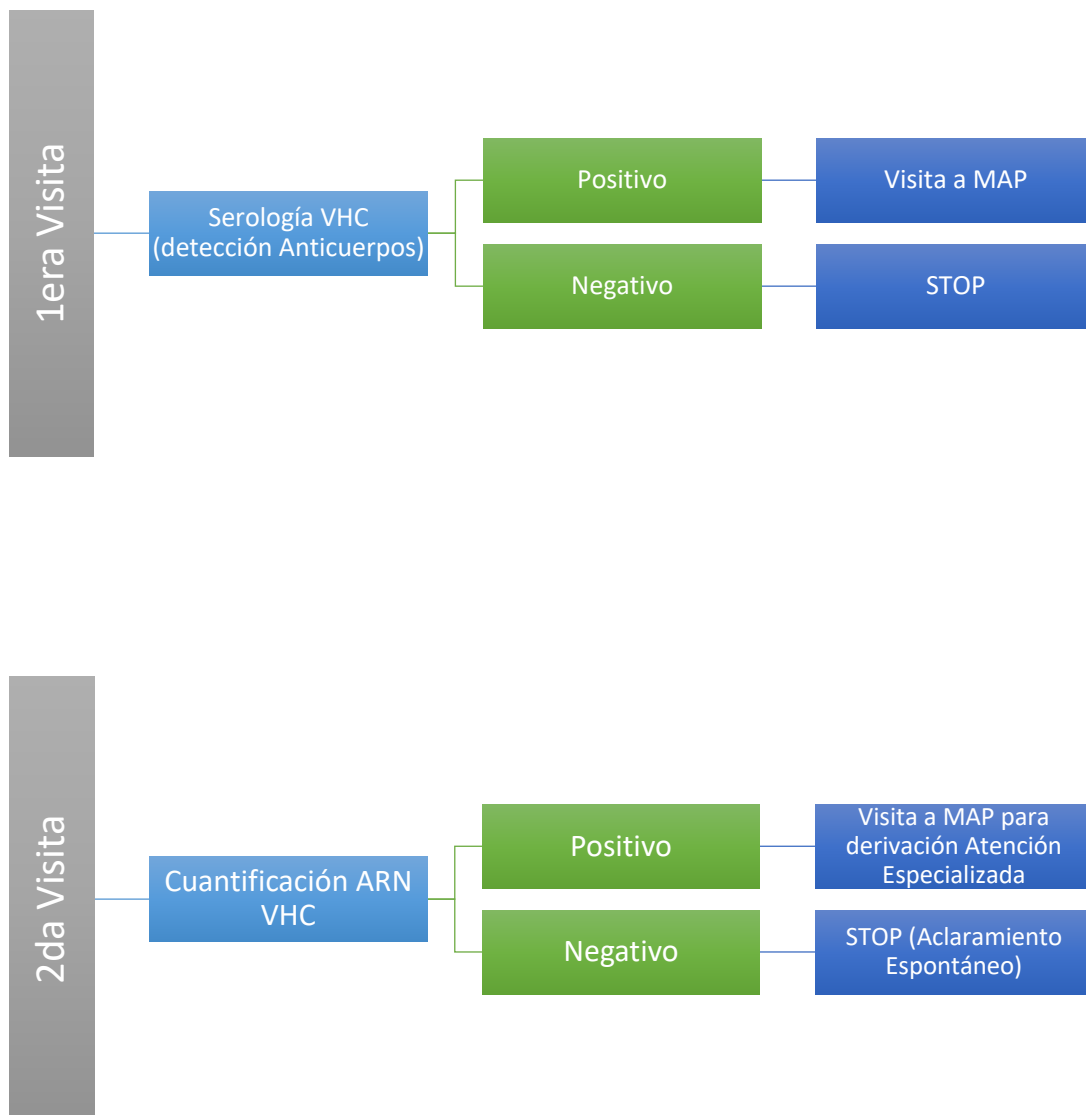 1era Visita
Serología VHC
(detección Anticuerpos)
Positivo
Visita a MAP
Negativo
STOP
2da Visita
Cuantificación ARN
VHC
Positivo
Visita a MAP para
derivación Atención
Especializada
Negativo
STOP (Aclaramiento
Espontáneo)